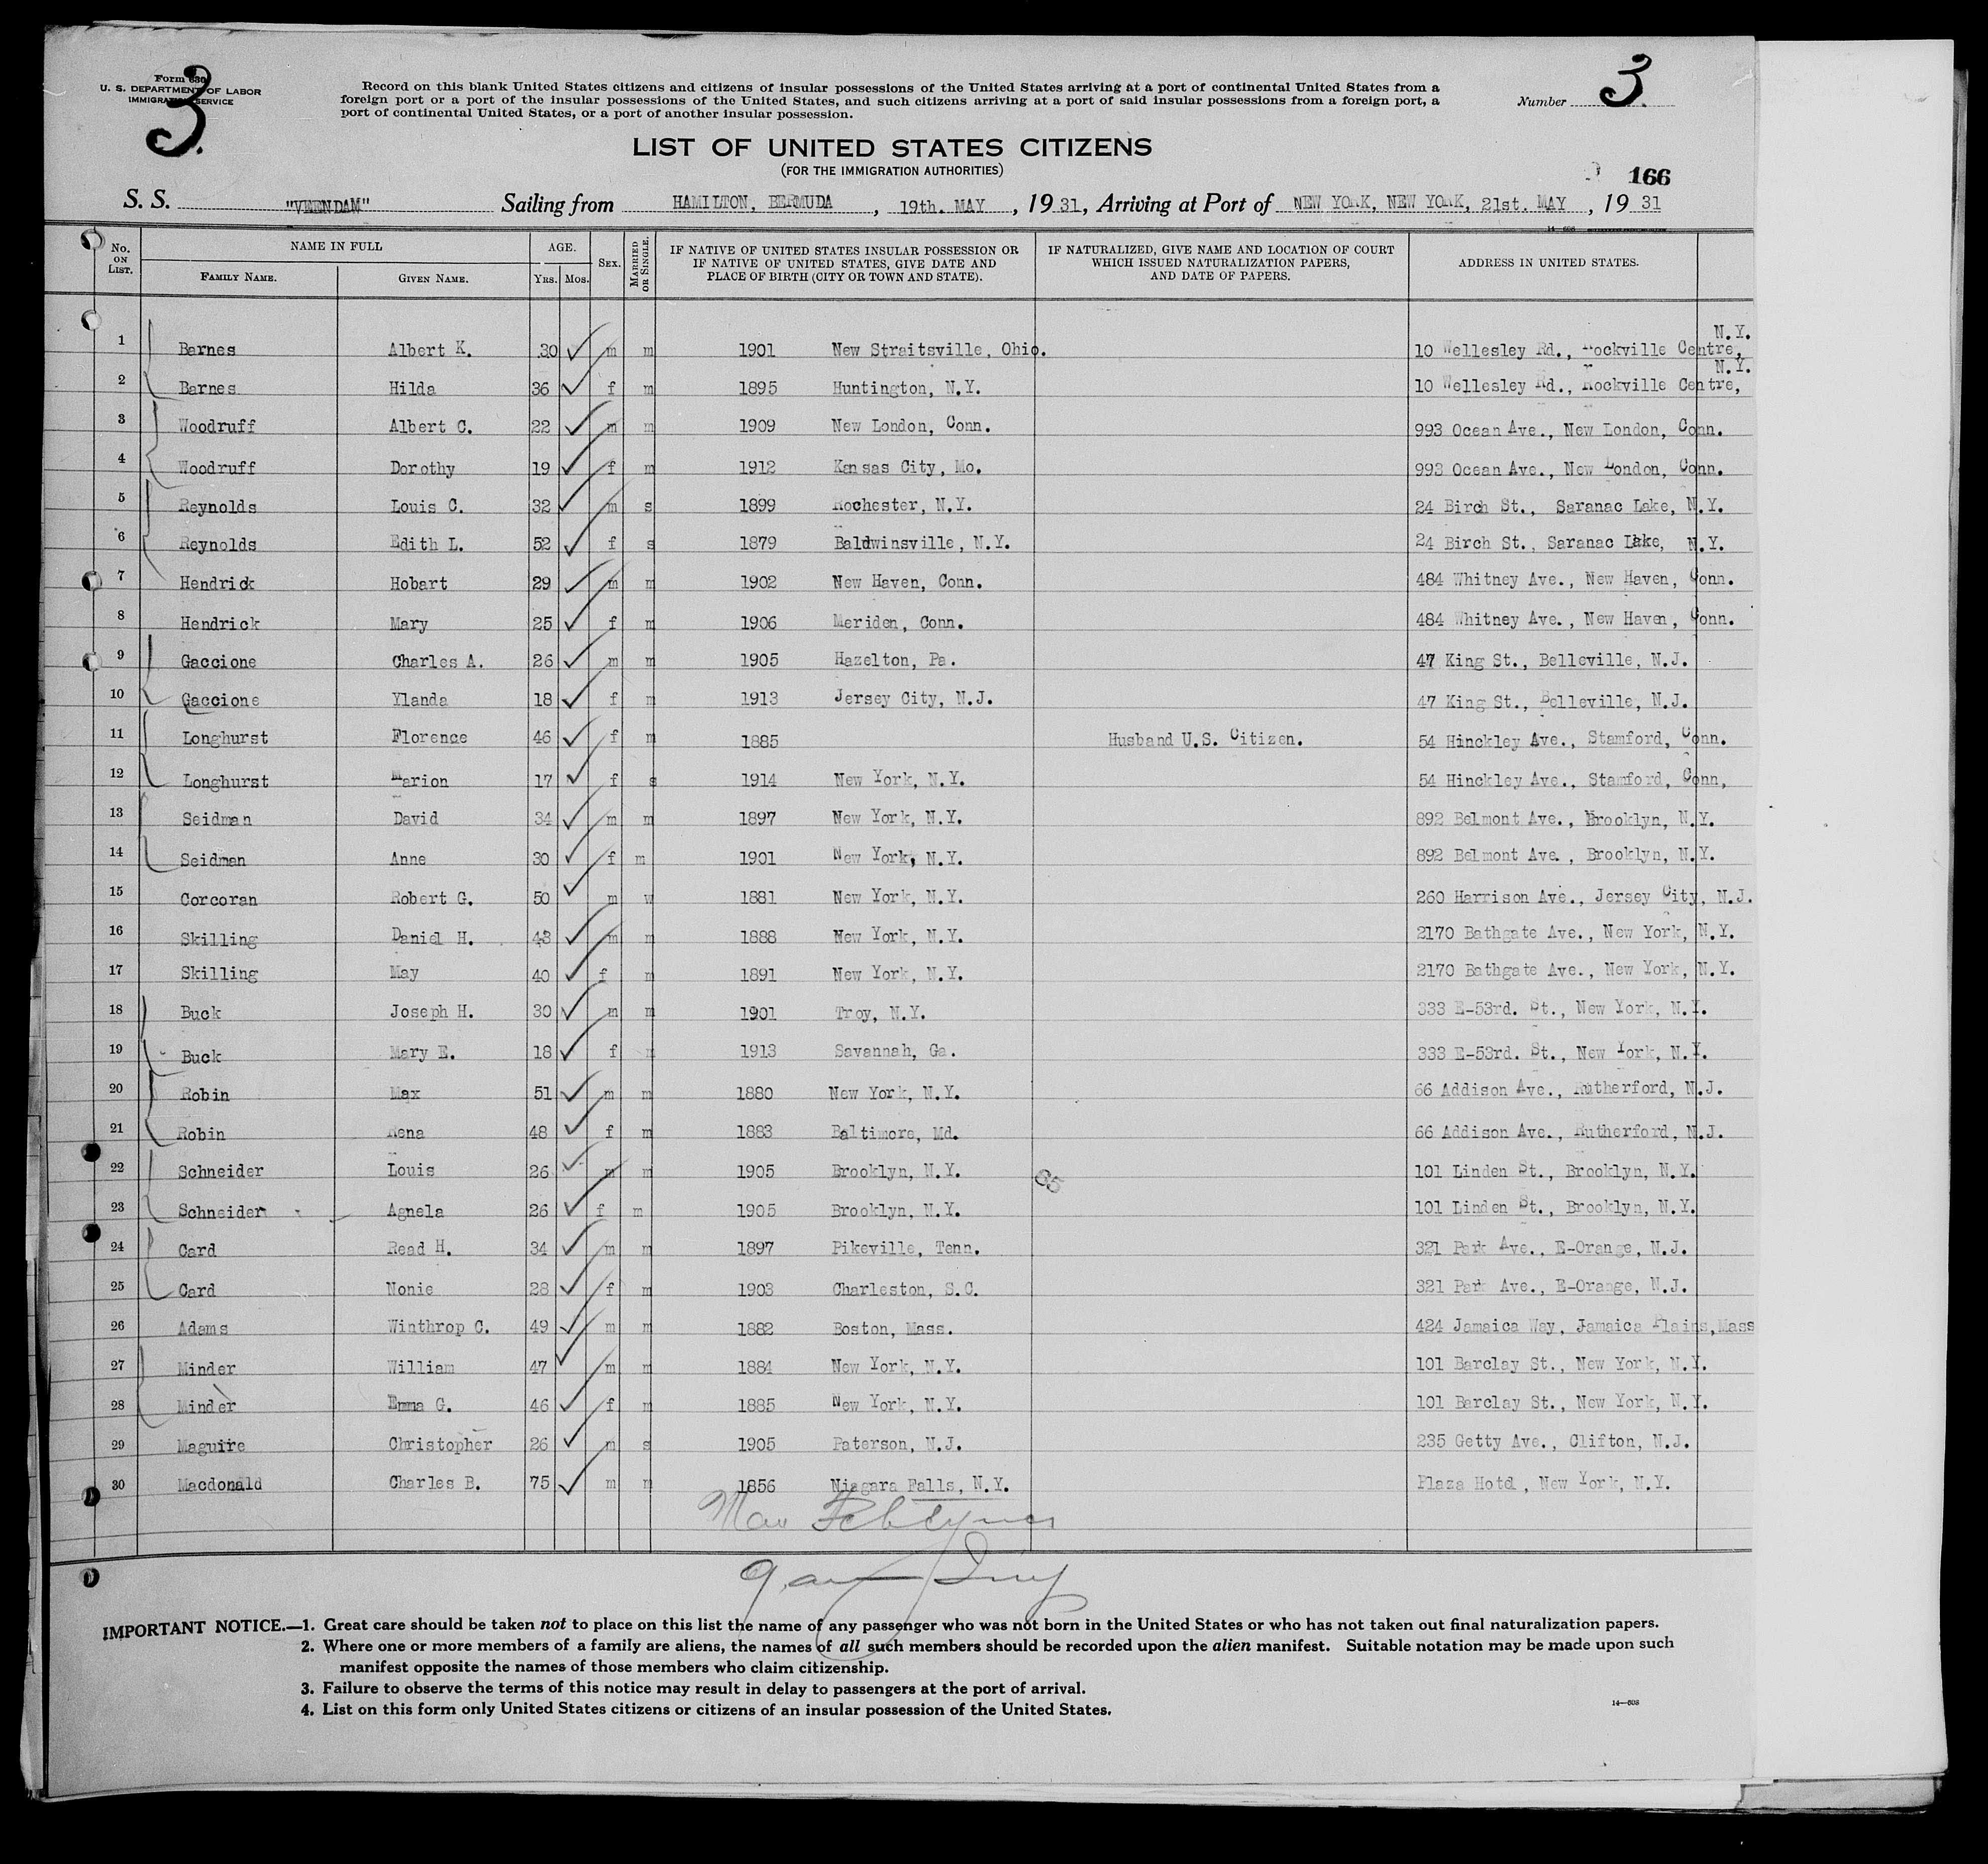 Form 630
U. S. DEPARTMENT OF LABOR
IMMIGRATION SERVICE
3.
Record on this blank United States citizens and citizens of insular possessions of the United States arriving at a port of continental United States from a
foreign port or a port of the insular possessions of the United States, and such citizens arriving at a port of said insular possessions from a foreign port, a
port of continental United States, or a port of another insular possession.
Number 3.
LIST OF UNITED STATES CITIZENS
(FOR THE IMMIGRATION AUTHORITIES)
166
S. S. "VEENDAM" Sailing from HAMILTON, BERMUDA, 19th. MAY, 19 31, Arriving at Port of NEW YORK, NEW YORK, 21st. MAY, 19 31
14—608
No. ON LIST. NAME IN FULL FAMILY NAME. GIVEN NAME. AGE. YRS. MOS. SEX. MARRIED OR SINGLE. IF NATIVE OF UNITED STATES INSULAR POSSESSION OR IF NATIVE OF UNITED STATES, GIVE DATE AND PLACE OF BIRTH (CITY OR TOWN AND STATE). IF NATURALIZED, GIVE NAME AND LOCATION OF COURT WHICH ISSUED NATURALIZATION PAPERS, AND DATE OF PAPERS. ADDRESS IN UNITED STATES.
1 Barnes Albert K. 30 m m 1901 New Straitsville, Ohio. 10 Wellesley Rd., Rockville Centre, N.Y.
2 Barnes Hilda 36 f m 1895 Huntington, N.Y. 10 Wellesley Rd., Rockville Centre, N.Y.
3 Woodruff Albert C. 22 m m 1909 New London, Conn. 993 Ocean Ave., New London, Conn.
4 Woodruff Dorothy 19 f m 1912 Kansas City, Mo. 993 Ocean Ave., New London, Conn.
5 Reynolds Louis C. 32 m s 1899 Rochester, N.Y. 24 Birch St., Saranac Lake, N.Y.
6 Reynolds Edith L. 52 f s 1879 Baldwinsville, N.Y. 24 Birch St., Saranac Lake, N.Y.
7 Hendrick Hobart 29 m m 1902 New Haven, Conn. 484 Whitney Ave., New Haven, Conn.
8 Hendrick Mary 25 f m 1906 Meriden, Conn. 484 Whitney Ave., New Haven, Conn.
9 Gaccione Charles A. 26 m m 1905 Hazelton, Pa. 47 King St., Belleville, N.J.
10 Gaccione Ylanda 18 f m 1913 Jersey City, N.J. 47 King St., Belleville, N.J.
11 Longhurst Florence 46 f m 1885 Husband U.S. Citizen. 54 Hinckley Ave., Stamford, Conn.
12 Longhurst Marion 17 f s 1914 New York, N.Y. 54 Hinckley Ave., Stamford, Conn,
13 Seidman David 34 m m 1897 New York, N.Y. 892 Belmont Ave., Brooklyn, N.Y.
14 Seidman Anne 30 f m 1901 New York, N.Y. 892 Belmont Ave., Brooklyn, N.Y.
15 Corcoran Robert G. 50 m w 1881 New York, N.Y. 260 Harrison Ave., Jersey City, N.J.
16 Skilling Daniel H. 43 m m 1888 New York, N.Y. 2170 Bathgate Ave., New York, N.Y.
17 Skilling May 40 f m 1891 New York, N.Y. 2170 Bathgate Ave., New York, N.Y.
18 Buck Joseph H. 30 m m 1901 Troy, N.Y. 333 E-53rd. St., New York, N.Y.
19 Buck Mary E. 18 f m 1913 Savannah, Ga. 333 E-53rd. St., New York, N.Y.
20 Robin Max 51 m m 1880 New York, N.Y. 66 Addison Ave., Rutherford, N.J.
21 Robin Rena 48 f m 1883 Baltimore, Md. 66 Addison Ave., Rutherford, N.J.
22 Schneider Louis 26 m m 1905 Brooklyn, N.Y. 101 Linden St., Brooklyn, N.Y.
23 Schneider Agnela 26 f m 1905 Brooklyn, N.Y. 101 Linden St., Brooklyn, N.Y.
24 Card Read H. 34 m m 1897 Pikeville, Tenn. 321 Park Ave., E-Orange, N.J.
25 Card Nonie 28 f m 1903 Charleston, S.C. 321 Park Ave., E-Orange, N.J.
26 Adams Winthrop C. 49 m m 1882 Boston, Mass. 424 Jamaica Way, Jamaica Plains, Mass
27 Minder William 47 m m 1884 New York, N.Y. 101 Barclay St., New York, N.Y.
28 Minder Emma G. 46 f m 1885 New York, N.Y. 101 Barclay St., New York, N.Y.
29 Maguire Christopher 26 m s 1905 Paterson, N.J. 235 Getty Ave., Clifton, N.J.
30 Macdonald Charles B. 75 m m 1856 Niagara Falls, N.Y. Plaza Hotel, New York, N.Y.
IMPORTANT NOTICE.—1. Great care should be taken not to place on this list the name of any passenger who was not born in the United States or who has not taken out final naturalization papers.
2. Where one or more members of a family are aliens, the names of all such members should be recorded upon the alien manifest. Suitable notation may be made upon such
manifest opposite the names of those members who claim citizenship.
3. Failure to observe the terms of this notice may result in delay to passengers at the port of arrival.
4. List on this form only United States citizens or citizens of an insular possession of the United States.
14—608